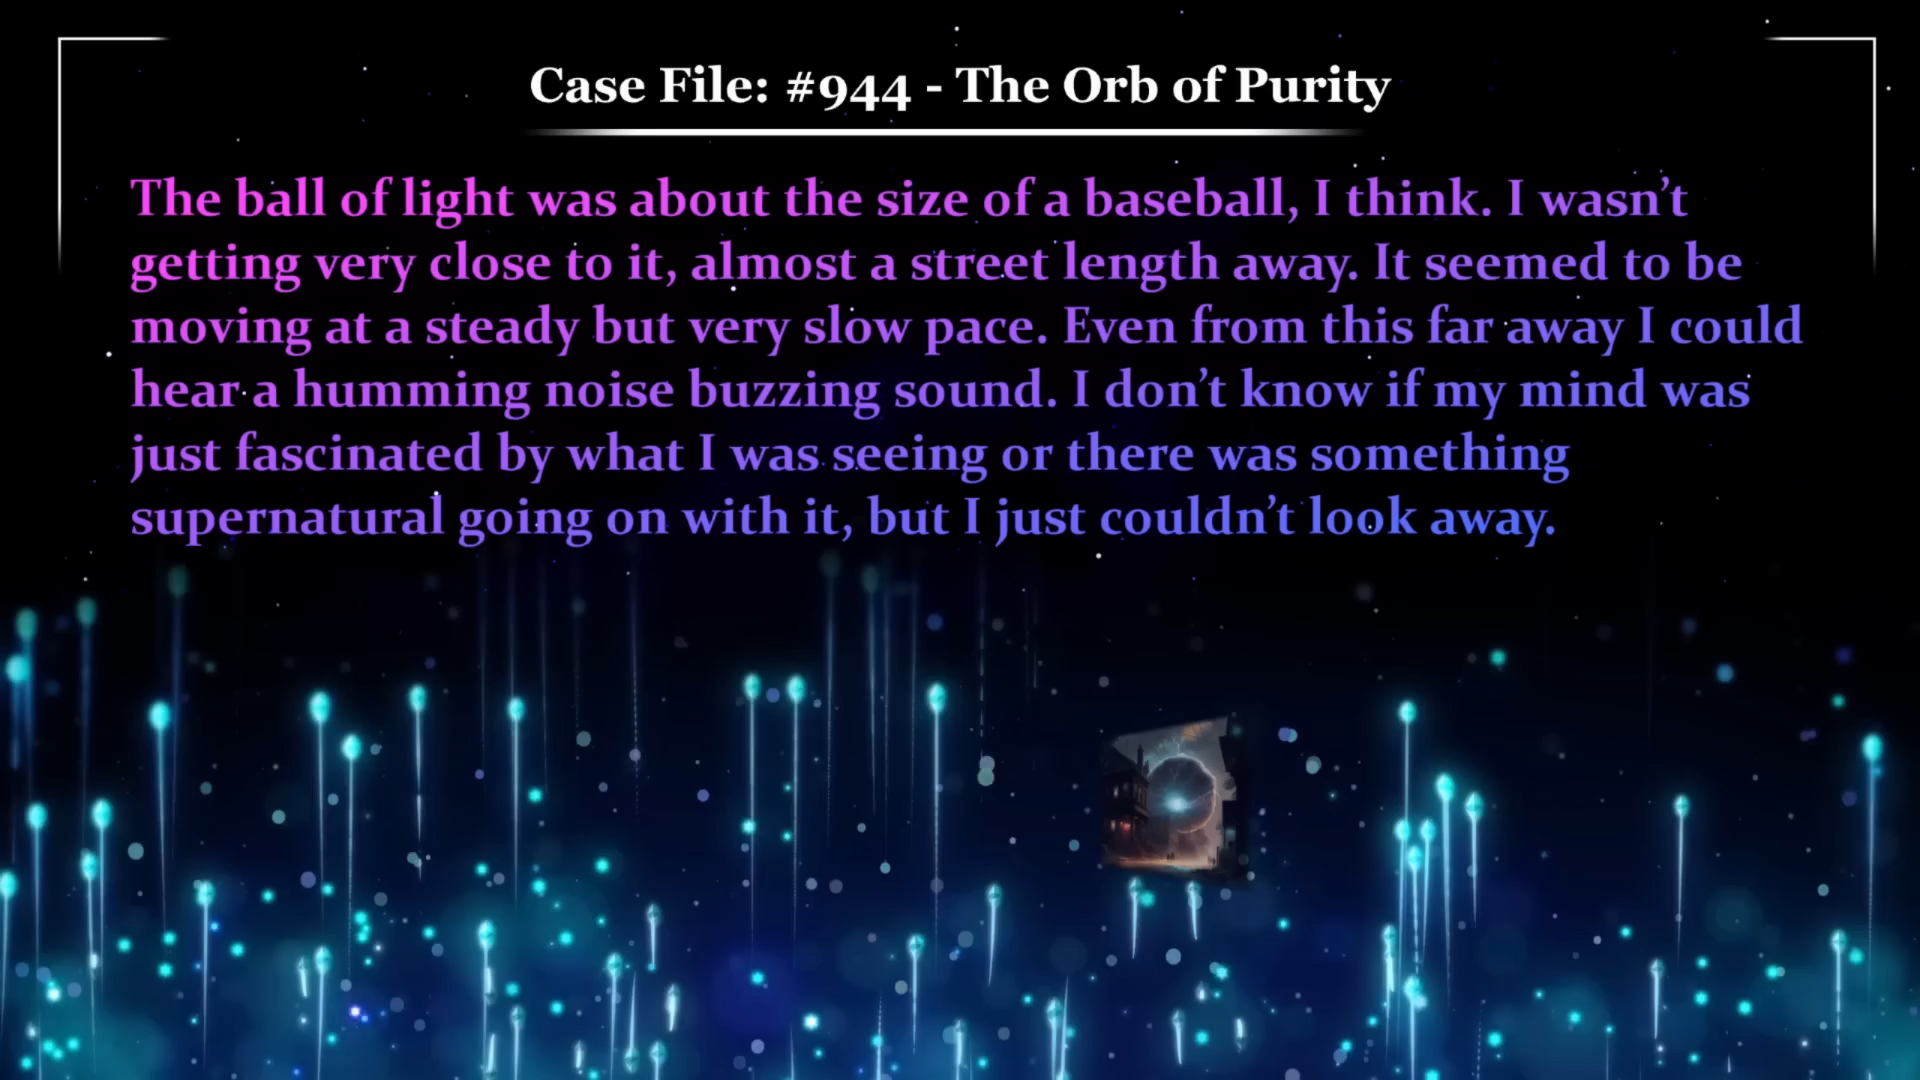 Case File: #944 - The Orb of Purity
The ball of light was about the size of a baseball, I think. I wasn’t
getting very close to it, almost a street length away. It seemed to be
moving at a steady but very slow pace. Even from this far away I could
hear a humming noise buzzing sound. I don’t know if my mind was
just fascinated by what I was seeing or there was something
supernatural going on with it, but I just couldn’t look away.